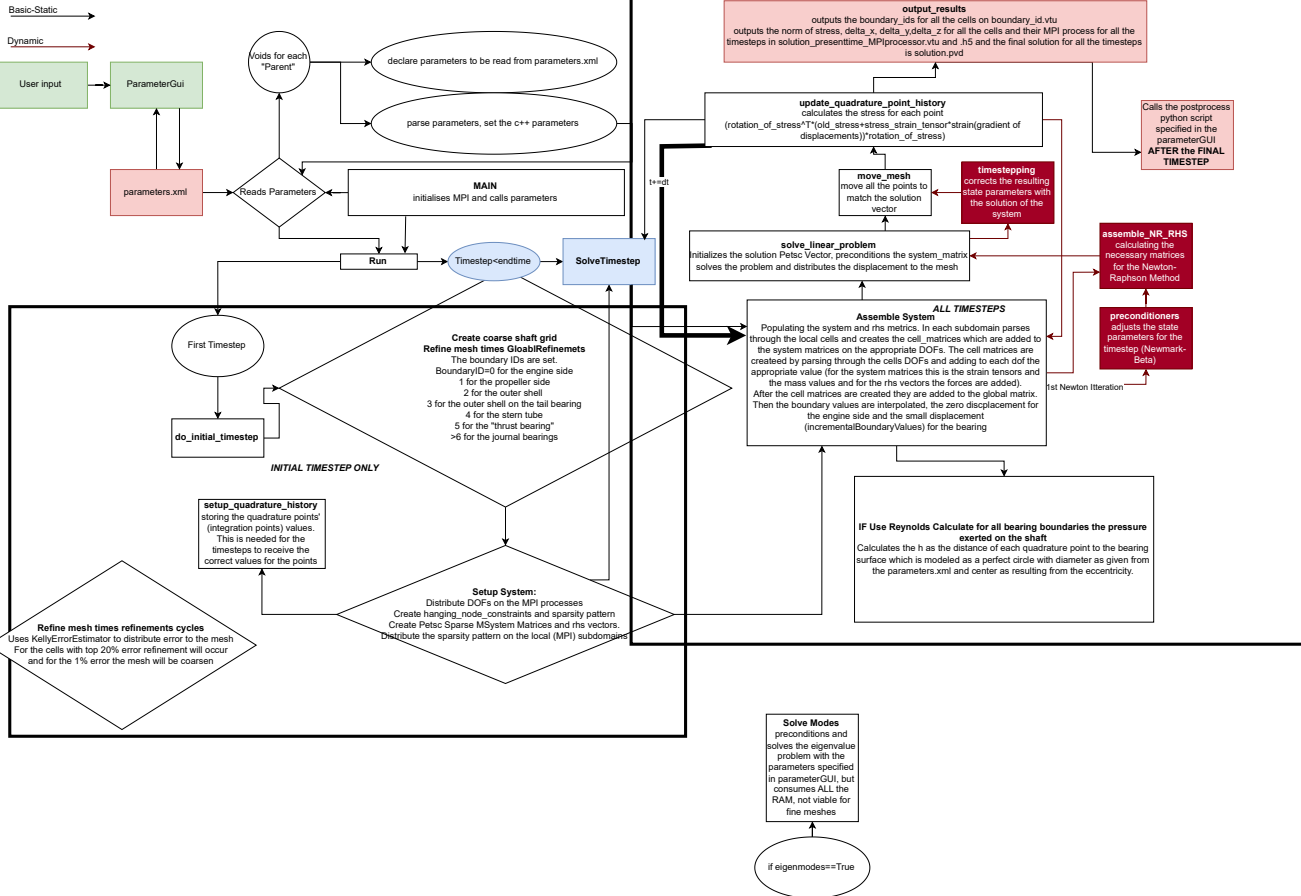 Basic-Static
Dynamic
User input
ParameterGui
parameters.xml
Voids for each
"Parent"
declare parameters to be read from parameters.xml
parse parameters, set the c++ parameters
Reads Parameters
MAIN
initialises MPI and calls parameters
Run
Timestep<endtime
SolveTimestep
First Timestep
do_initial_timestep
INITIAL TIMESTEP ONLY
Create coarse shaft grid
Refine mesh times GloablRefinemets
The boundary IDs are set.
BoundaryID=0 for the engine side
1 for the propeller side
2 for the outer shell
3 for the outer shell on the tail bearing
4 for the stern tube
5 for the "thrust bearing"
>6 for the journal bearings
setup_quadrature_history
storing the quadrature points'
(integration points) values.
This is needed for the
timesteps to receive the
correct values for the points
Setup System:
Distribute DOFs on the MPI processes
Create hanging_node_constraints and sparsity pattern
Create Petsc Sparse MSystem Matrices and rhs vectors.
Distribute the sparsity pattern on the local (MPI) subdomains
Refine mesh times refinements cycles
Uses KellyErrorEstimator to distribute error to the mesh
For the cells with top 20% error refinement will occur
and for the 1% error the mesh will be coarsen
output_results
outputs the boundary_ids for all the cells on boundary_id.vtu
outputs the norm of stress, delta_x, delta_y,delta_z for all the cells and their MPI process for all the
timesteps in solution_presenttime_MPIprocessor.vtu and .h5 and the final solution for all the timesteps
is solution.pvd
update_quadrature_point_history
calculates the stress for each point
(rotation_of_stress^T*(old_stress+stress_strain_tensor*strain(gradient of
displacements))*rotation_of_stress)
Calls the postprocess
python script
specified in the
parameterGUI
AFTER the FINAL
TIMESTEP
t+=dt
move_mesh
move all the points to
match the solution
vector
timestepping
corrects the resulting
state parameters with
the solution of the
system
solve_linear_problem
Initializes the solution Petsc Vector, preconditions the system_matrix
solves the problem and distributes the displacement to the mesh
assemble_NR_RHS
calculating the
necessary matrices
for the Newton-
Raphson Method
preconditioners
adjusts the state
parameters for the
timestep (Newmark-
Beta)
1st Newton Itteration
ALL TIMESTEPS
Assemble System
Populating the system and rhs metrics. In each subdomain parses
through the local cells and creates the cell_matrices which are added to
the system matrices on the appropriate DOFs. The cell matrices are
createed by parsing through the cells DOFs and adding to each dof the
appropriate value (for the system matrices this is the strain tensors and
the mass values and for the rhs vectors the forces are added).
After the cell matrices are created they are added to the global matrix.
Then the boundary values are interpolated, the zero discplacement for
the engine side and the small displacement
(incrementalBoundaryValues) for the bearing
IF Use Reynolds Calculate for all bearing boundaries the pressure
exerted on the shaft
Calculates the h as the distance of each quadrature point to the bearing
surface which is modeled as a perfect circle with diameter as given from
the parameters.xml and center as resulting from the eccentricity.
Solve Modes
preconditions and
solves the eigenvalue
problem with the
parameters specified
in parameterGUI, but
consumes ALL the
RAM, not viable for
fine meshes
if eigenmodes==True